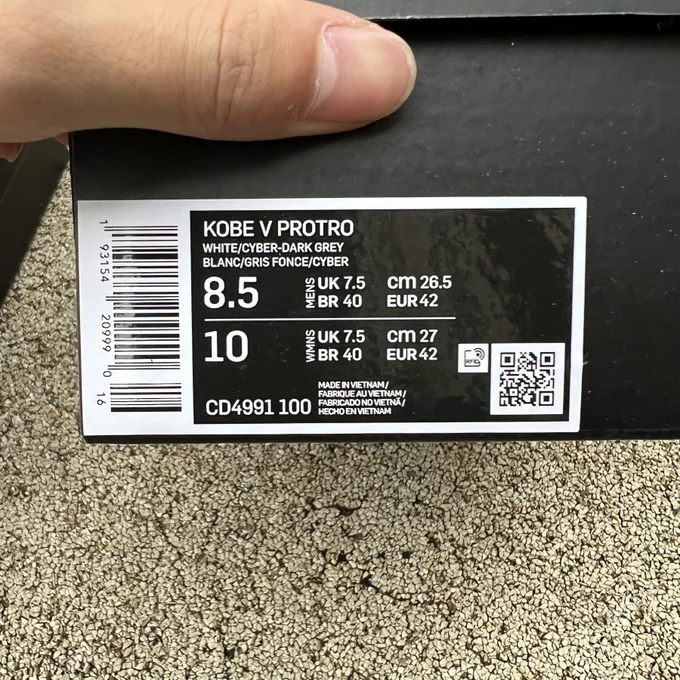 KOBE V PROTRO
WHITE/CYBER-DARK GREY
BLANC/GRIS FONCE/CYBER
8.5 MENS UK 7.5 cm 26.5
BR 40 EUR 42
10 WMNS UK 7.5 cm 27
BR 40 EUR 42
RFID
CD4991 100
MADE IN VIETNAM/
FABRIQUE AU VIETNAM/
FABRICADO NO VIETNÃ/
HECHO EN VIETNAM
1 93154 20999 0 16